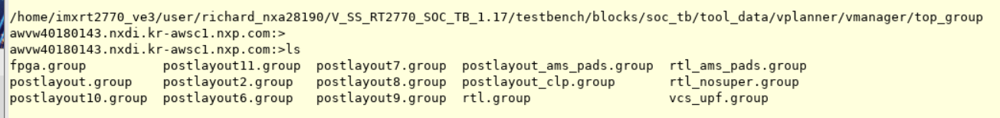 /home/imxrt2770_ve3/user/richard_nxa28190/V_SS_RT2770_SOC_TB_1.17/testbench/blocks/soc_tb/tool_data/vplanner/vmanager/top_group
awvw40180143.nxdi.kr-awsc1.nxp.com:>
awvw40180143.nxdi.kr-awsc1.nxp.com:>ls
fpga.group postlayout11.group postlayout7.group postlayout_ams_pads.group rtl_ams_pads.group
postlayout.group postlayout2.group postlayout8.group postlayout_clp.group rtl_nosuper.group
postlayout10.group postlayout6.group postlayout9.group rtl.group vcs_upf.group